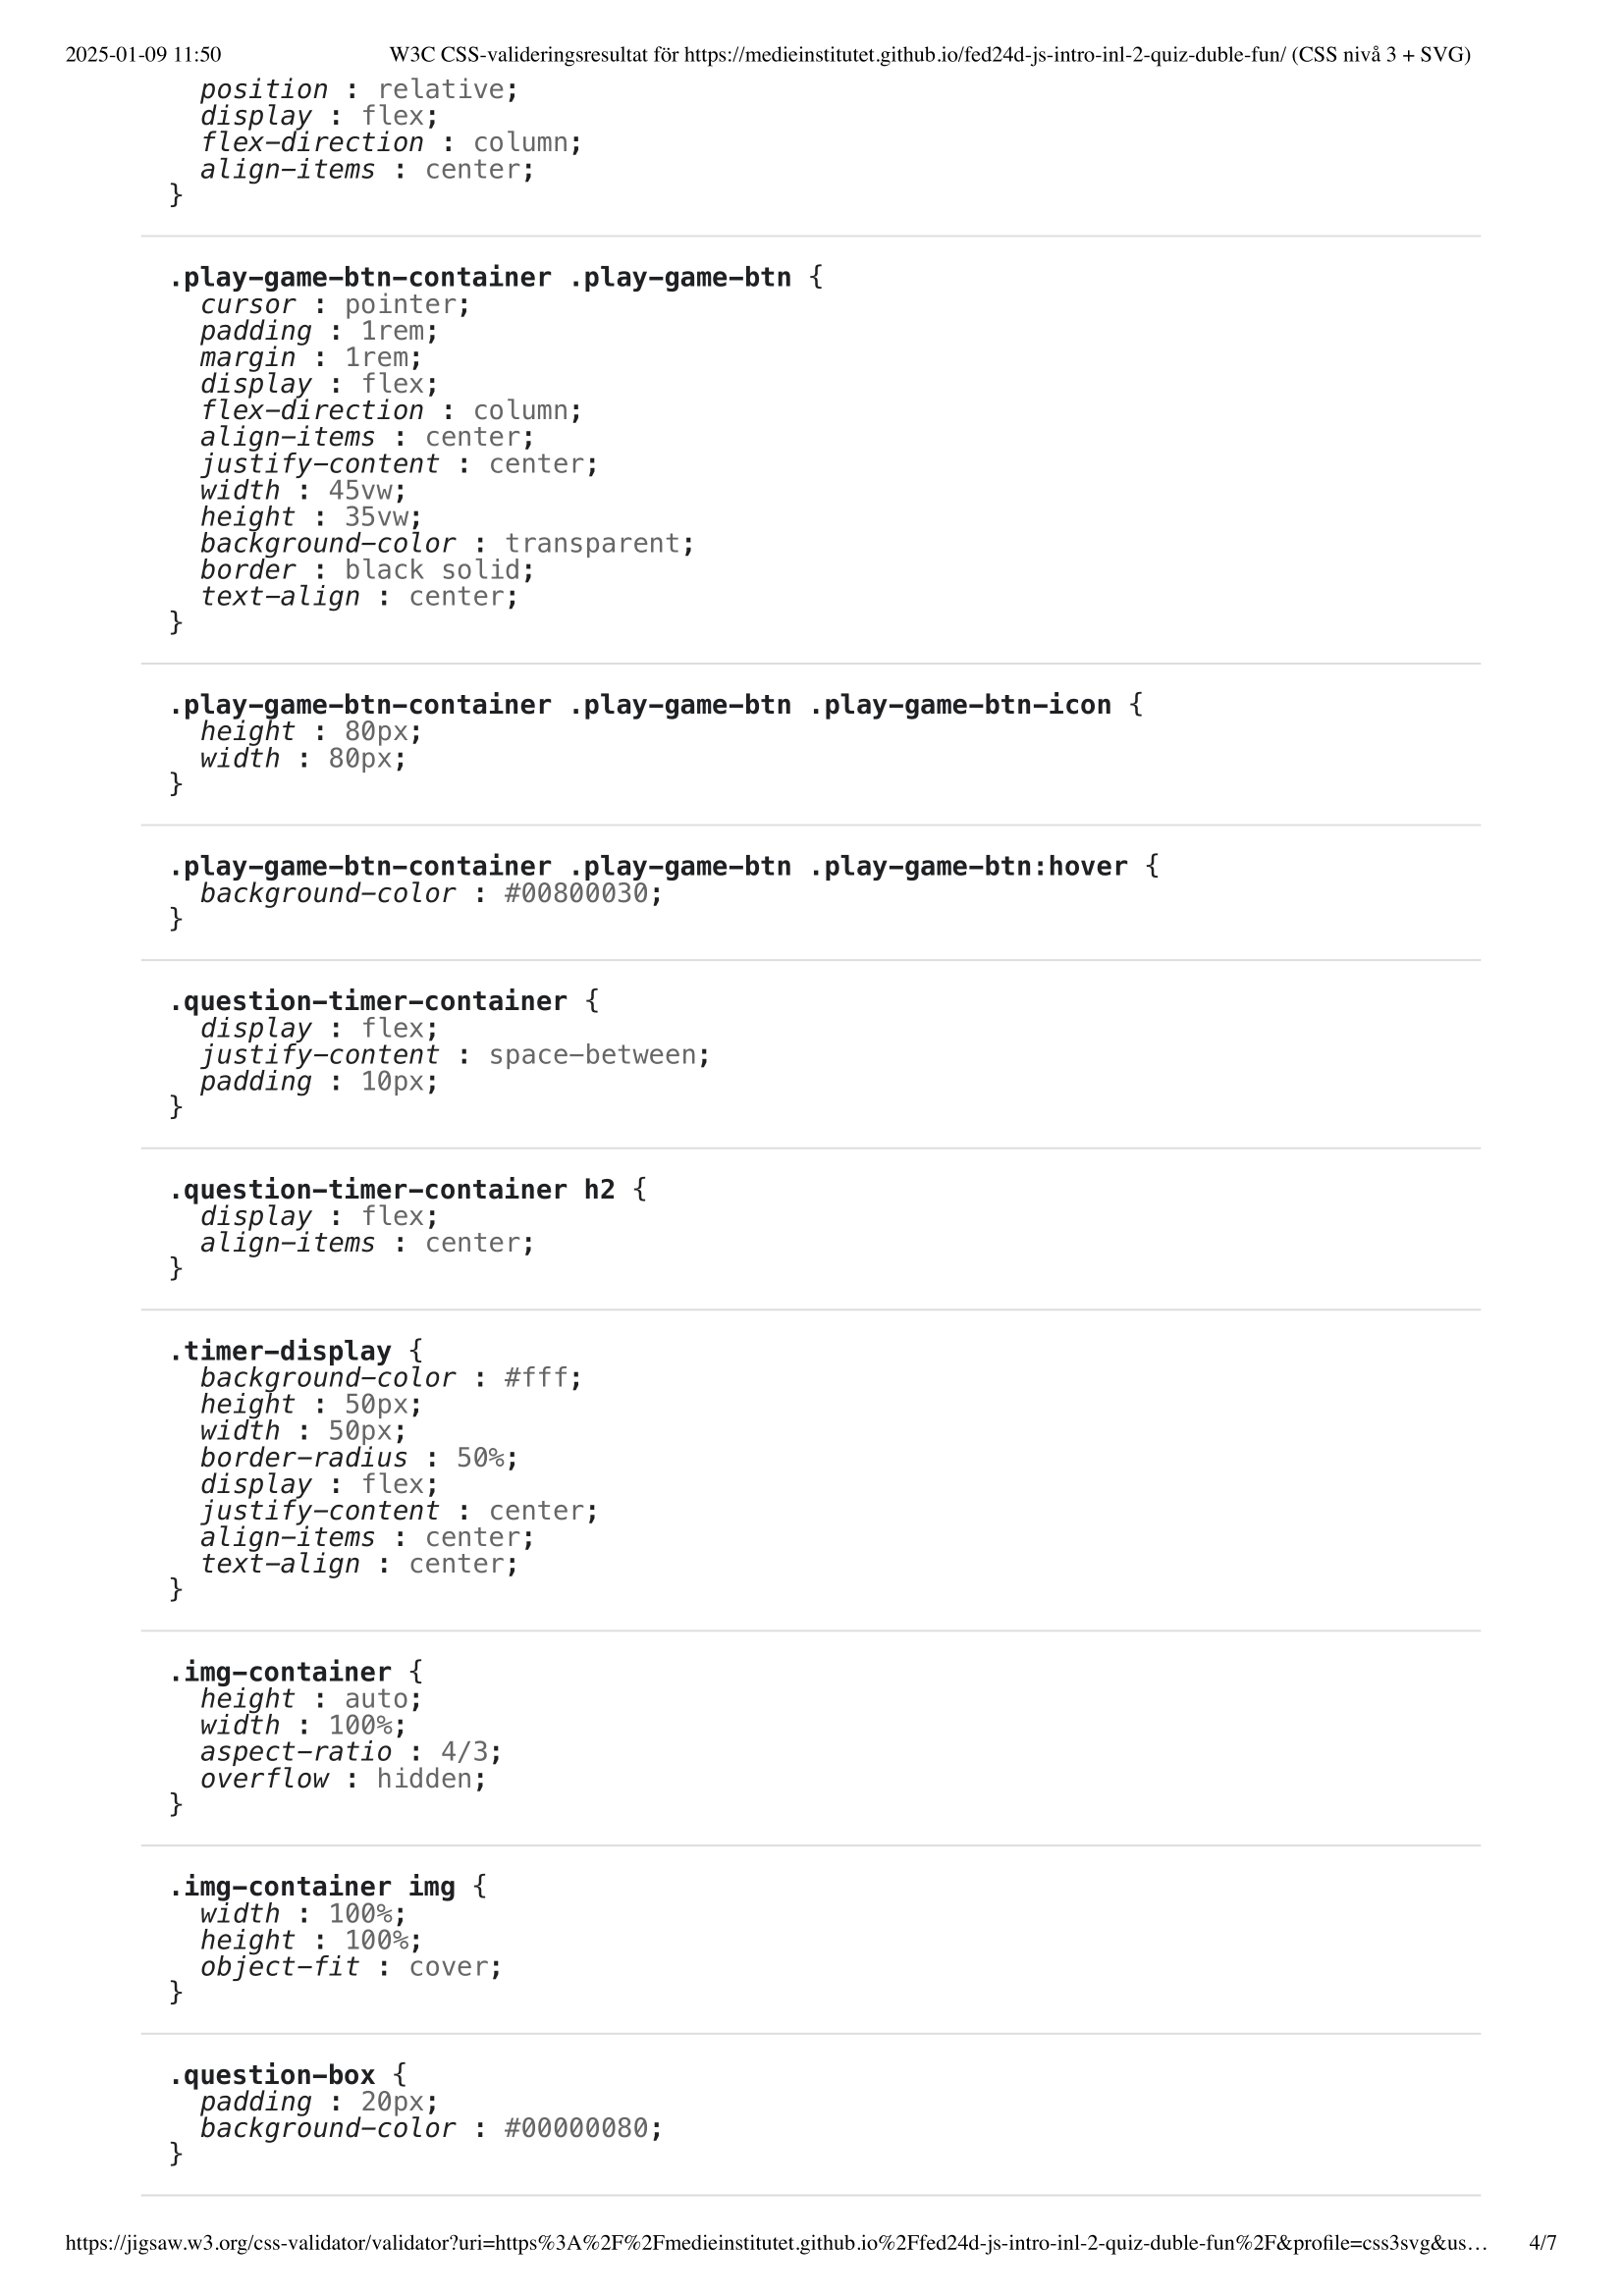 2025-01-09 11:50 W3C CSS-valideringsresultat för https://medieinstitutet.github.io/fed24d-js-intro-inl-2-quiz-duble-fun/ (CSS nivå 3 + SVG)
position : relative;
display : flex;
flex-direction : column;
align-items : center;
}
.play-game-btn-container .play-game-btn {
cursor : pointer;
padding : 1rem;
margin : 1rem;
display : flex;
flex-direction : column;
align-items : center;
justify-content : center;
width : 45vw;
height : 35vw;
background-color : transparent;
border : black solid;
text-align : center;
}
.play-game-btn-container .play-game-btn .play-game-btn-icon {
height : 80px;
width : 80px;
}
.play-game-btn-container .play-game-btn .play-game-btn:hover {
background-color : #00800030;
}
.question-timer-container {
display : flex;
justify-content : space-between;
padding : 10px;
}
.question-timer-container h2 {
display : flex;
align-items : center;
}
.timer-display {
background-color : #fff;
height : 50px;
width : 50px;
border-radius : 50%;
display : flex;
justify-content : center;
align-items : center;
text-align : center;
}
.img-container {
height : auto;
width : 100%;
aspect-ratio : 4/3;
overflow : hidden;
}
.img-container img {
width : 100%;
height : 100%;
object-fit : cover;
}
.question-box {
padding : 20px;
background-color : #00000080;
}
https://jigsaw.w3.org/css-validator/validator?uri=https%3A%2F%2Fmedieinstitutet.github.io%2Ffed24d-js-intro-inl-2-quiz-duble-fun%2F&profile=css3svg&us… 4/7